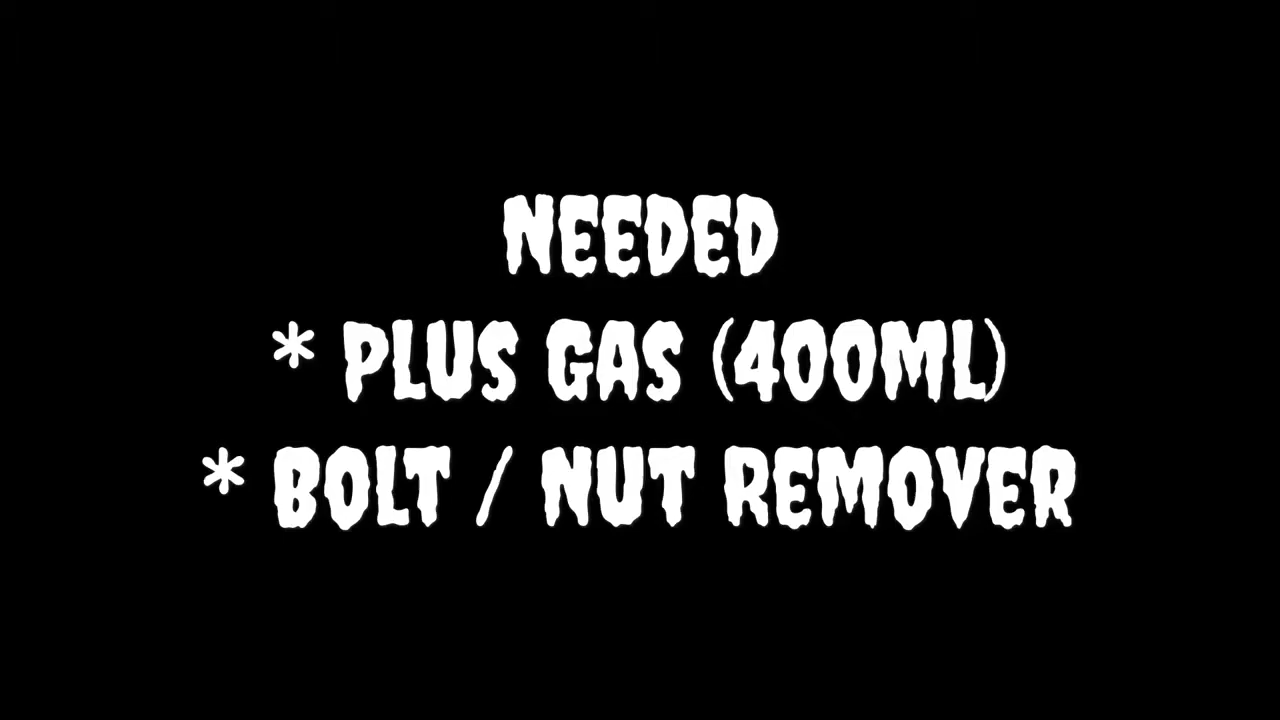 NEEDED
* PLUS GAS (400ML)
* BOLT / NUT REMOVER